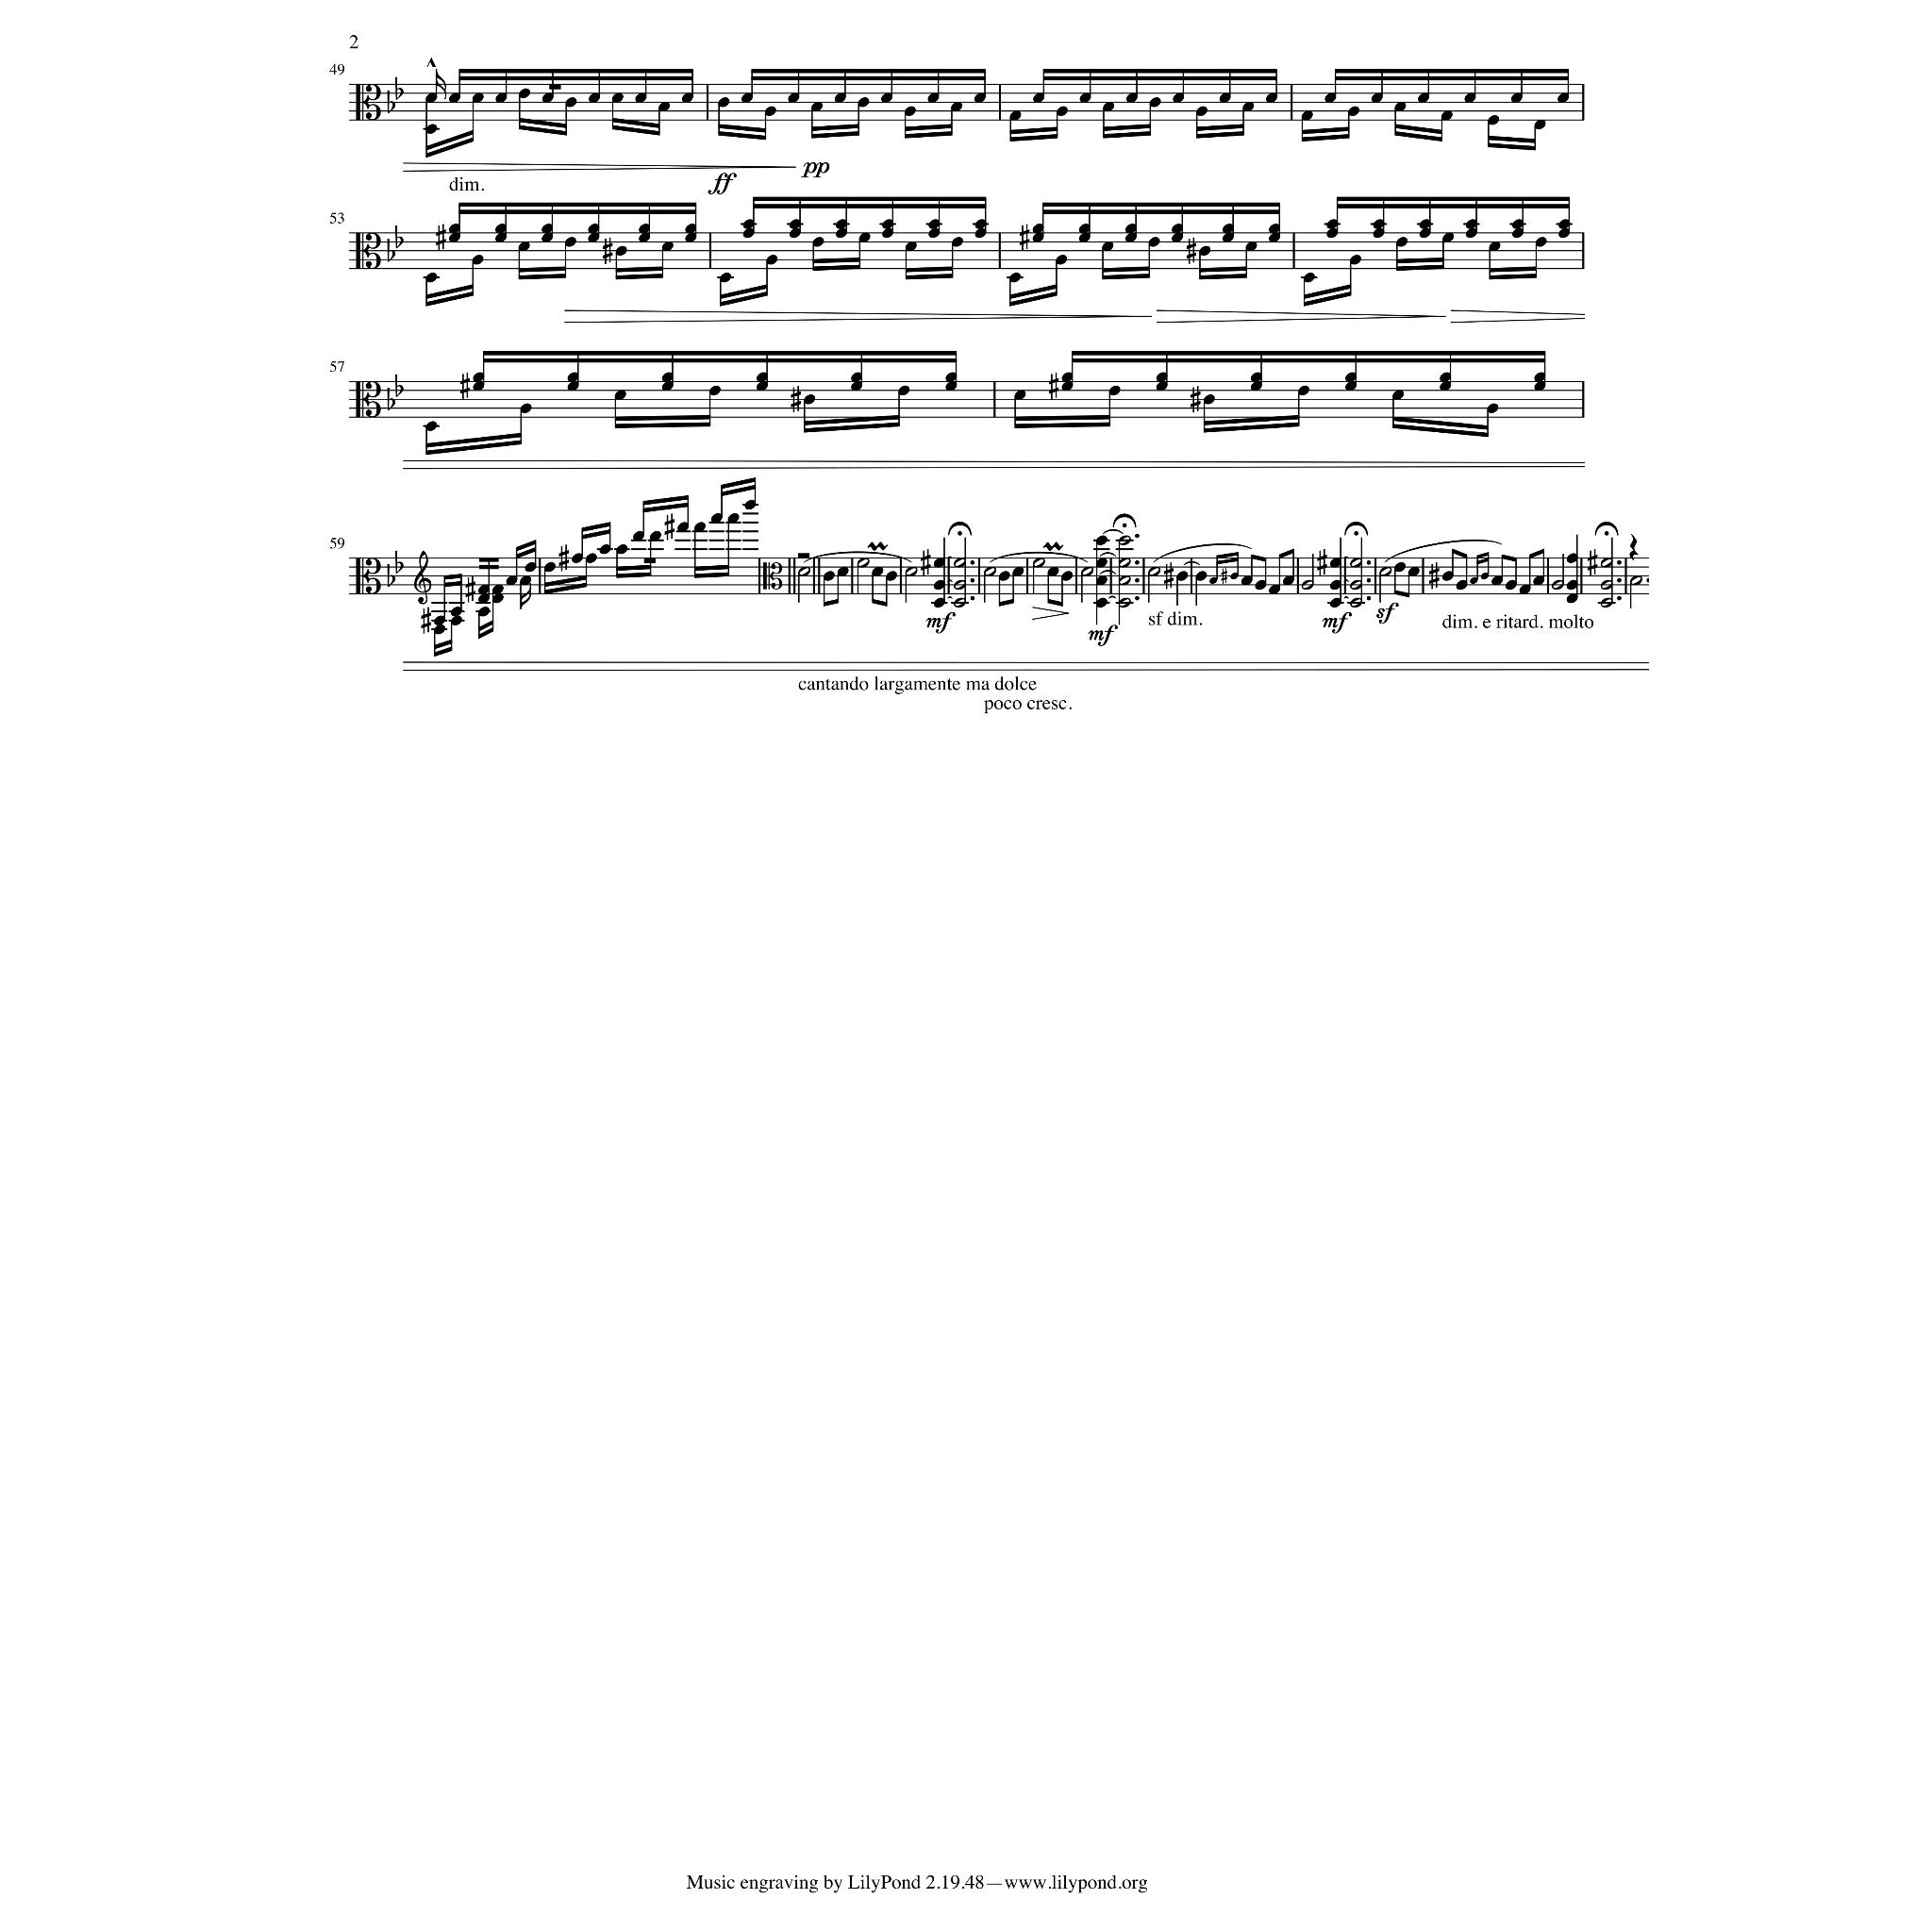 2
49
dim.
ff
pp
53
57
59
mf
mf
sf dim.
mf
sf
dim. e ritard. molto
cantando largamente ma dolce
poco cresc.
Music engraving by LilyPond 2.19.48—www.lilypond.org